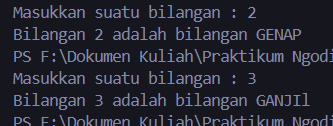 Masukkan suatu bilangan : 2
Bilangan 2 adalah bilangan GENAP
PS F:\Dokumen Kuliah\Praktikum Ngodi
Masukkan suatu bilangan : 3
Bilangan 3 adalah bilangan GANJIl
PS F:\Dokumen Kuliah\Praktikum Ngodi